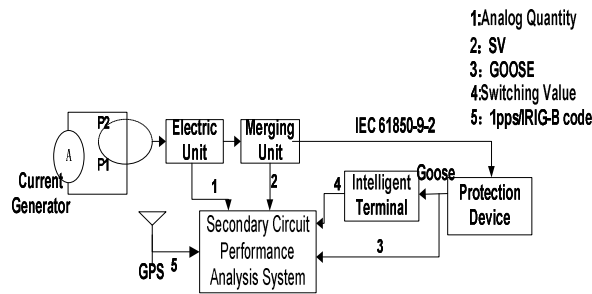 1:Analog Quantity
2: SV
3: GOOSE
4:Switching Value
5: 1pps/IRIG-B code
P2
A
P1
Current
Generator
Electric
Unit
Merging
Unit
IEC 61850-9-2
1
2
4
Intelligent
Terminal
Goose
Protection
Device
Secondary Circuit
Performance
Analysis System
3
GPS
5